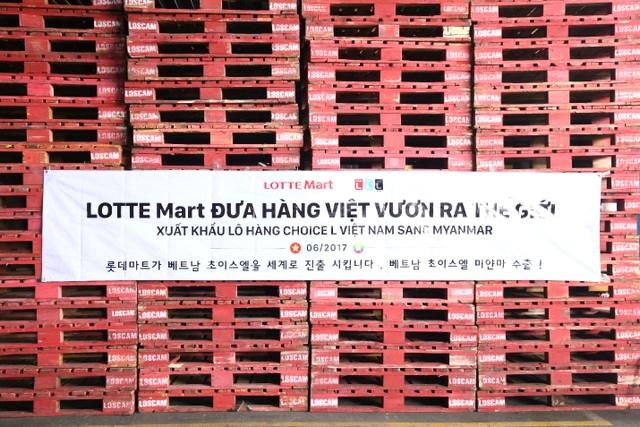 LOTTE Mart CLC
LOTTE Mart ĐƯA HÀNG VIỆT VƯƠN RA THẾ GIỚI
XUẤT KHẨU LÔ HÀNG CHOICE L VIỆT NAM SANG MYANMAR
06/2017
롯데마트가 베트남 초이스엘을 세계로 진출 시킵니다 . 베트남 초이스엘 미얀마 수출 !
LOSCAM